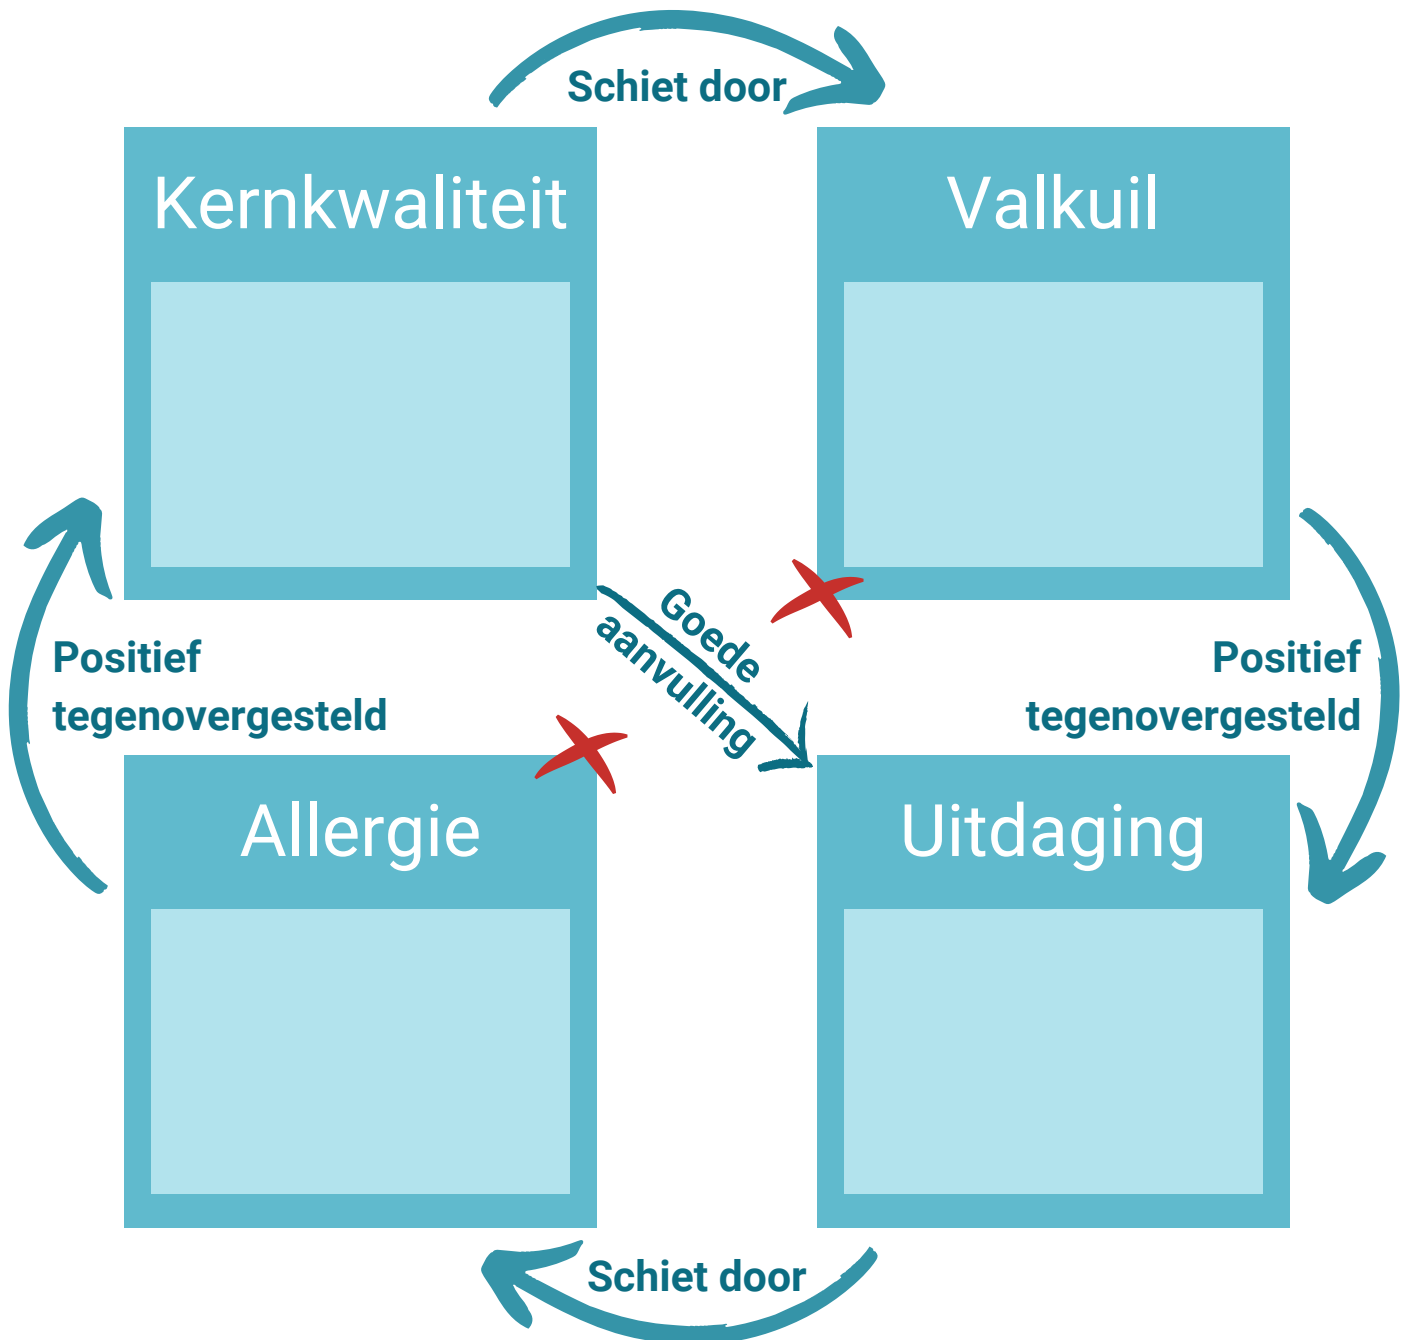 Schiet door
Kernkwaliteit
Valkuil
Goede
aanvulling
Positief
tegenovergesteld
Positief
tegenovergesteld
Allergie
Uitdaging
Schiet door